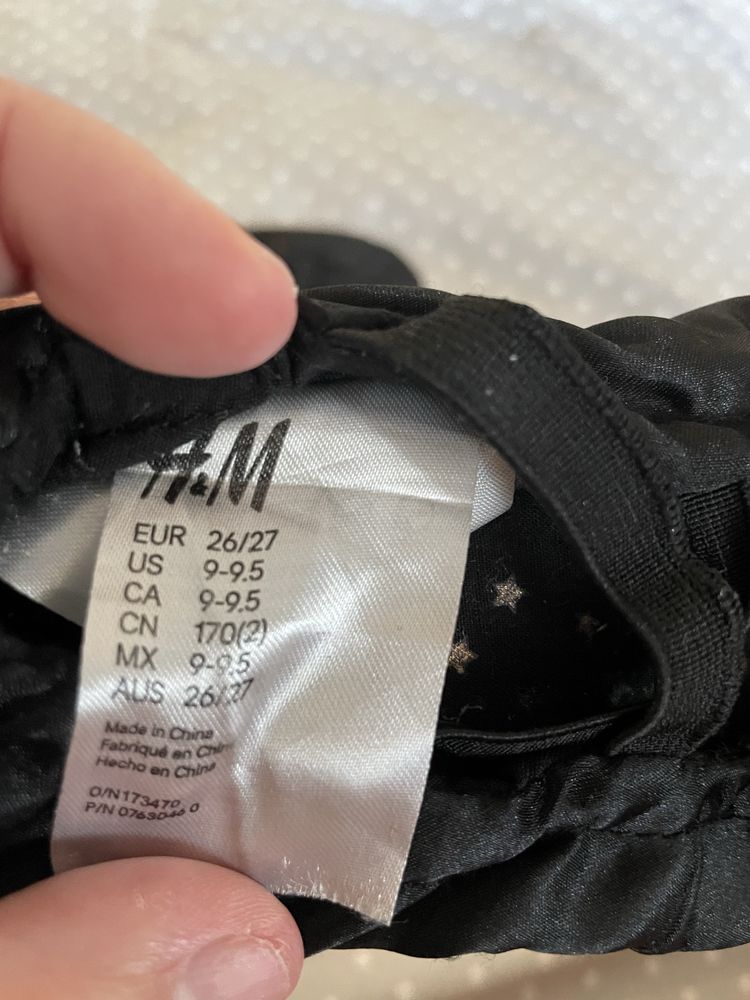 H&M
EUR 26/27
US 9-9.5
CA 9-9.5
CN 170(2)
MX 9-9.5
AUS 26/27
Made in China
Fabriqué en Chine
Hecho en China
O/N173470
P/N